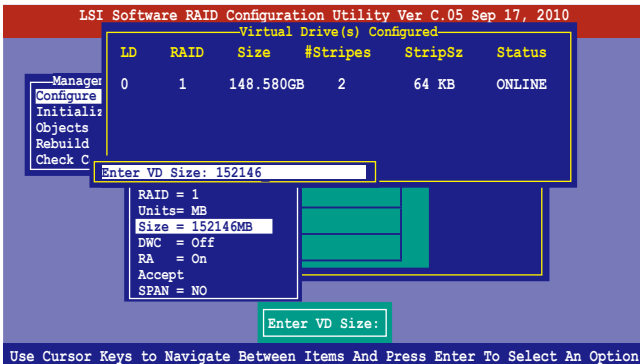 LSI Software RAID Configuration Utility Ver C.05 Sep 17, 2010
Virtual Drive(s) Configured
LD RAID Size #Stripes StripSz Status
0 1 148.580GB 2 64 KB ONLINE
Manage
Configure
Initializ
Objects
Rebuild
Check C
Enter VD Size: 152146_
RAID = 1
Units= MB
Size = 152146MB
DWC = Off
RA = On
Accept
SPAN = NO
Enter VD Size:
Use Cursor Keys to Navigate Between Items And Press Enter To Select An Option